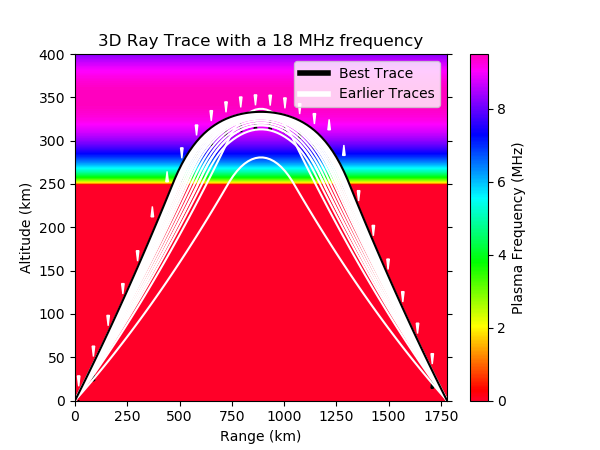 3D Ray Trace with a 18 MHz frequency
Best Trace
Earlier Traces
400
350
300
250
200
150
100
50
0
Altitude (km)
0 250 500 750 1000 1250 1500 1750
Range (km)
8
6
4
2
0
Plasma Frequency (MHz)